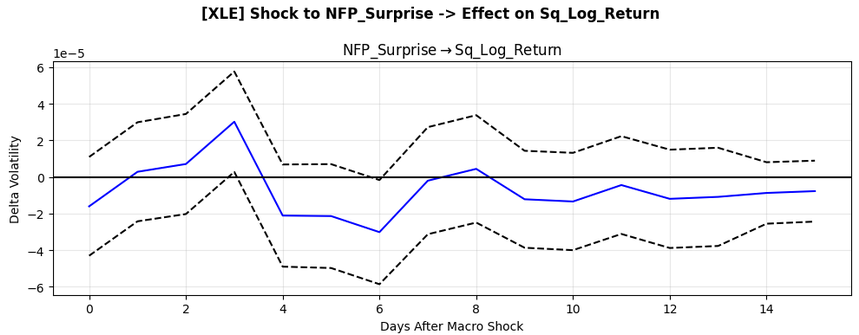 [XLE] Shock to NFP_Surprise -> Effect on Sq_Log_Return
NFP_Surprise → Sq_Log_Return
1e−5
6
4
2
0
−2
−4
−6
Delta Volatility
0 2 4 6 8 10 12 14
Days After Macro Shock